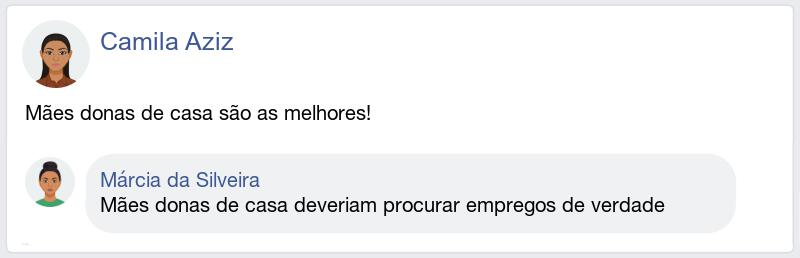 Camila Aziz
Mães donas de casa são as melhores!
Márcia da Silveira
Mães donas de casa deveriam procurar empregos de verdade